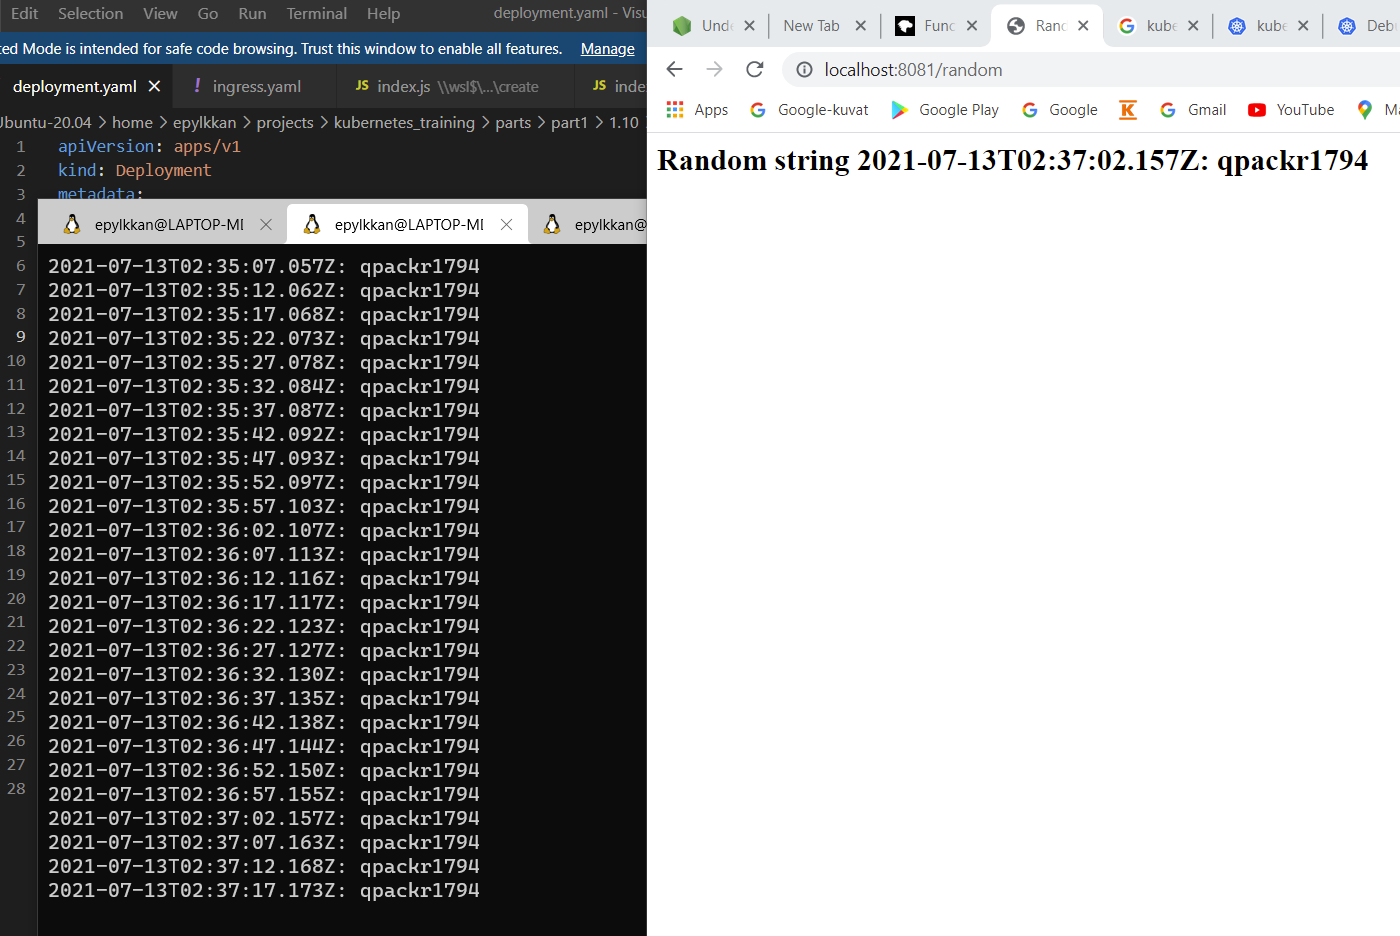 Edit Selection View Go Run Terminal Help deployment.yaml - Visu
ted Mode is intended for safe code browsing. Trust this window to enable all features. Manage
deployment.yaml ! ingress.yaml JS index.js \\wsl$\...\create JS inde
Ubuntu-20.04 > home > epylkkan > projects > kubernetes_training > parts > part1 > 1.10
1 apiVersion: apps/v1
2 kind: Deployment
3 metadata:
4
5
6
7
8
9
10
11
12
13
14
15
16
17
18
19
20
21
22
23
24
25
26
27
28
epylkkan@LAPTOP-MI epylkkan@LAPTOP-MI epylkkan@
2021-07-13T02:35:07.057Z: qpackr1794
2021-07-13T02:35:12.062Z: qpackr1794
2021-07-13T02:35:17.068Z: qpackr1794
2021-07-13T02:35:22.073Z: qpackr1794
2021-07-13T02:35:27.078Z: qpackr1794
2021-07-13T02:35:32.084Z: qpackr1794
2021-07-13T02:35:37.087Z: qpackr1794
2021-07-13T02:35:42.092Z: qpackr1794
2021-07-13T02:35:47.093Z: qpackr1794
2021-07-13T02:35:52.097Z: qpackr1794
2021-07-13T02:35:57.103Z: qpackr1794
2021-07-13T02:36:02.107Z: qpackr1794
2021-07-13T02:36:07.113Z: qpackr1794
2021-07-13T02:36:12.116Z: qpackr1794
2021-07-13T02:36:17.117Z: qpackr1794
2021-07-13T02:36:22.123Z: qpackr1794
2021-07-13T02:36:27.127Z: qpackr1794
2021-07-13T02:36:32.130Z: qpackr1794
2021-07-13T02:36:37.135Z: qpackr1794
2021-07-13T02:36:42.138Z: qpackr1794
2021-07-13T02:36:47.144Z: qpackr1794
2021-07-13T02:36:52.150Z: qpackr1794
2021-07-13T02:36:57.155Z: qpackr1794
2021-07-13T02:37:02.157Z: qpackr1794
2021-07-13T02:37:07.163Z: qpackr1794
2021-07-13T02:37:12.168Z: qpackr1794
2021-07-13T02:37:17.173Z: qpackr1794
Unde New Tab Func Ranc kube kube Deb
localhost:8081/random
Apps Google-kuvat Google Play Google Gmail YouTube Ma
Random string 2021-07-13T02:37:02.157Z: qpackr1794